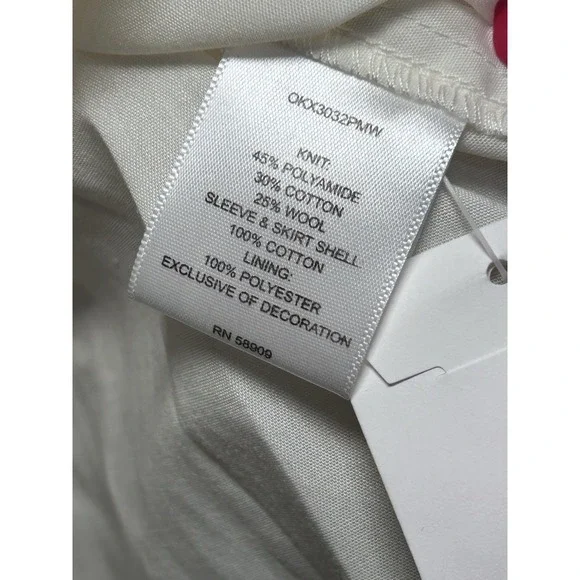 OKX3032PMW
KNIT:
45% POLYAMIDE
30% COTTON
25% WOOL
SLEEVE & SKIRT SHELL
100% COTTON
LINING:
100% POLYESTER
EXCLUSIVE OF DECORATION
RN 58909